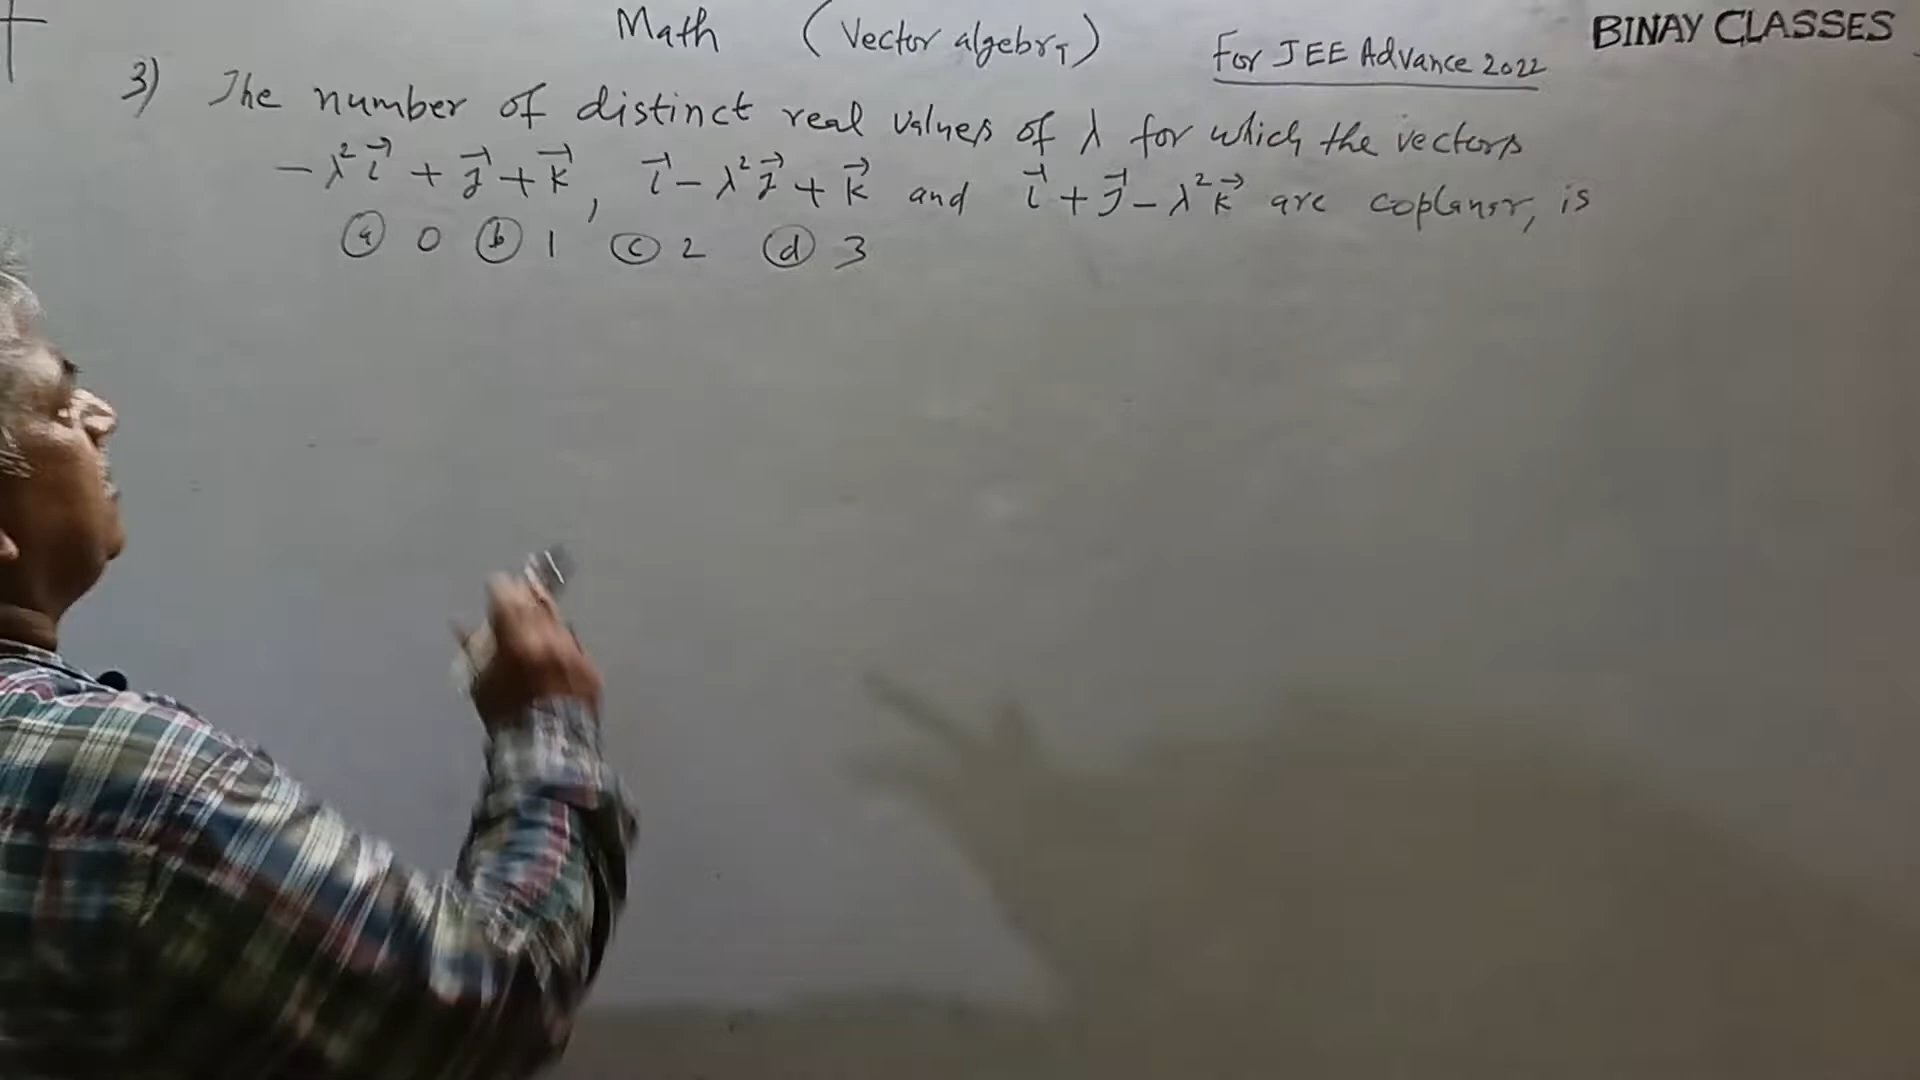 Math (Vector algebra) For JEE Advance 2022 BINAY CLASSES
3) The number of distinct real values of λ for which the vectors
-λ²i⃗ + j⃗ + k⃗, i⃗ - λ²j⃗ + k⃗ and i⃗ + j⃗ - λ²k⃗ are coplanar, is
(a) 0 (b) 1 (c) 2 (d) 3